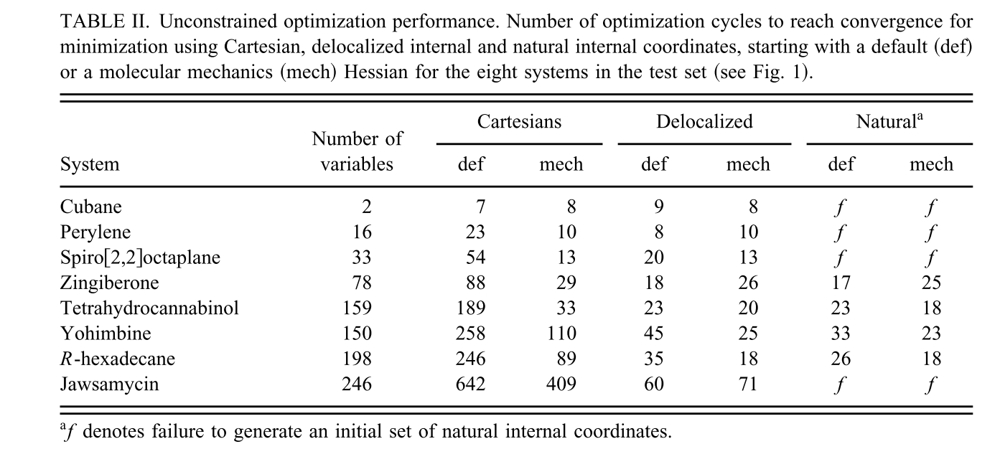 TABLE II. Unconstrained optimization performance. Number of optimization cycles to reach convergence for
minimization using Cartesian, delocalized internal and natural internal coordinates, starting with a default (def)
or a molecular mechanics (mech) Hessian for the eight systems in the test set (see Fig. 1).
System Number of variables Cartesians Delocalized Naturalᵃ
def mech def mech def mech
Cubane 2 7 8 9 8 f f
Perylene 16 23 10 8 10 f f
Spiro[2,2]octaplane 33 54 13 20 13 f f
Zingiberone 78 88 29 18 26 17 25
Tetrahydrocannabinol 159 189 33 23 20 23 18
Yohimbine 150 258 110 45 25 33 23
R-hexadecane 198 246 89 35 18 26 18
Jawsamycin 246 642 409 60 71 f f
ᵃf denotes failure to generate an initial set of natural internal coordinates.